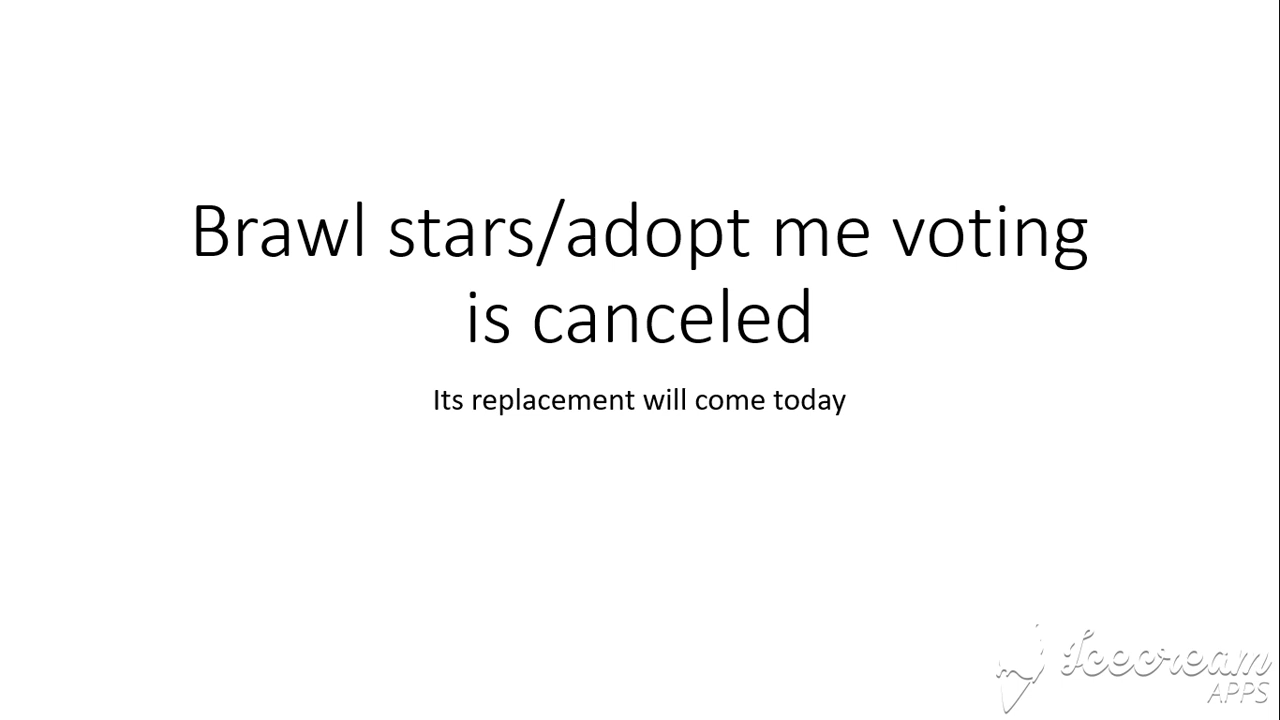 Brawl stars/adopt me voting
is canceled
Its replacement will come today
Icecream
APPS